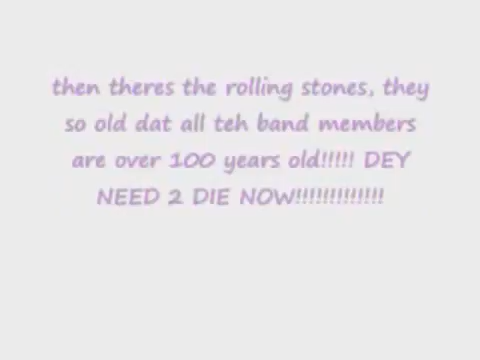 then theres the rolling stones, they
so old dat all teh band members
are over 100 years old!!!!! DEY
NEED 2 DIE NOW!!!!!!!!!!!!!